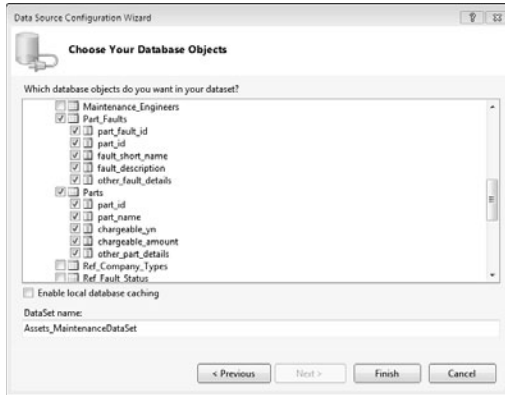 Data Source Configuration Wizard
Choose Your Database Objects
Which database objects do you want in your dataset?
Maintenance_Engineers
Part_Faults
part_fault_id
part_id
fault_short_name
fault_description
other_fault_details
Parts
part_id
part_name
chargeable_yn
chargeable_amount
other_part_details
Ref_Company_Types
Ref_Fault_Status
Enable local database caching
DataSet name:
Assets_MaintenanceDataSet
< Previous
Next >
Finish
Cancel